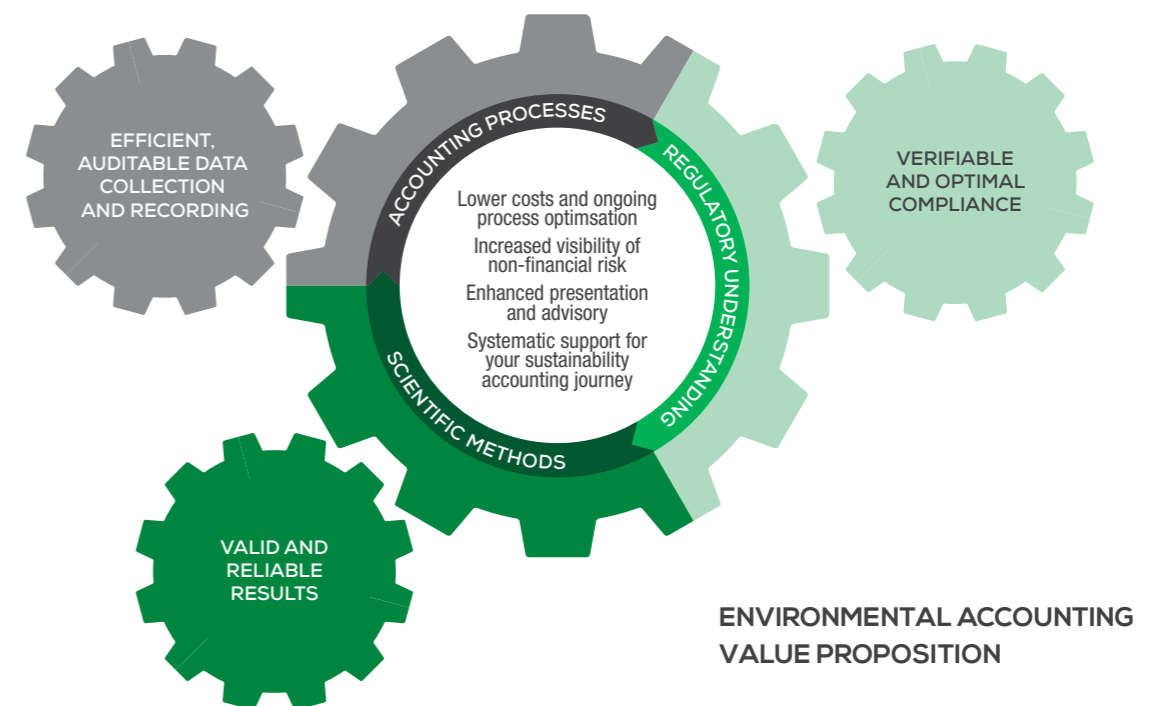 EFFICIENT,
AUDITABLE DATA
COLLECTION
AND RECORDING
ACCOUNTING PROCESSES
REGULATORY UNDERSTANDING
SCIENTIFIC METHODS
Lower costs and ongoing
process optimsation
Increased visibility of
non-financial risk
Enhanced presentation
and advisory
Systematic support for
your sustainability
accounting journey
VERIFIABLE
AND OPTIMAL
COMPLIANCE
VALID AND
RELIABLE
RESULTS
ENVIRONMENTAL ACCOUNTING
VALUE PROPOSITION